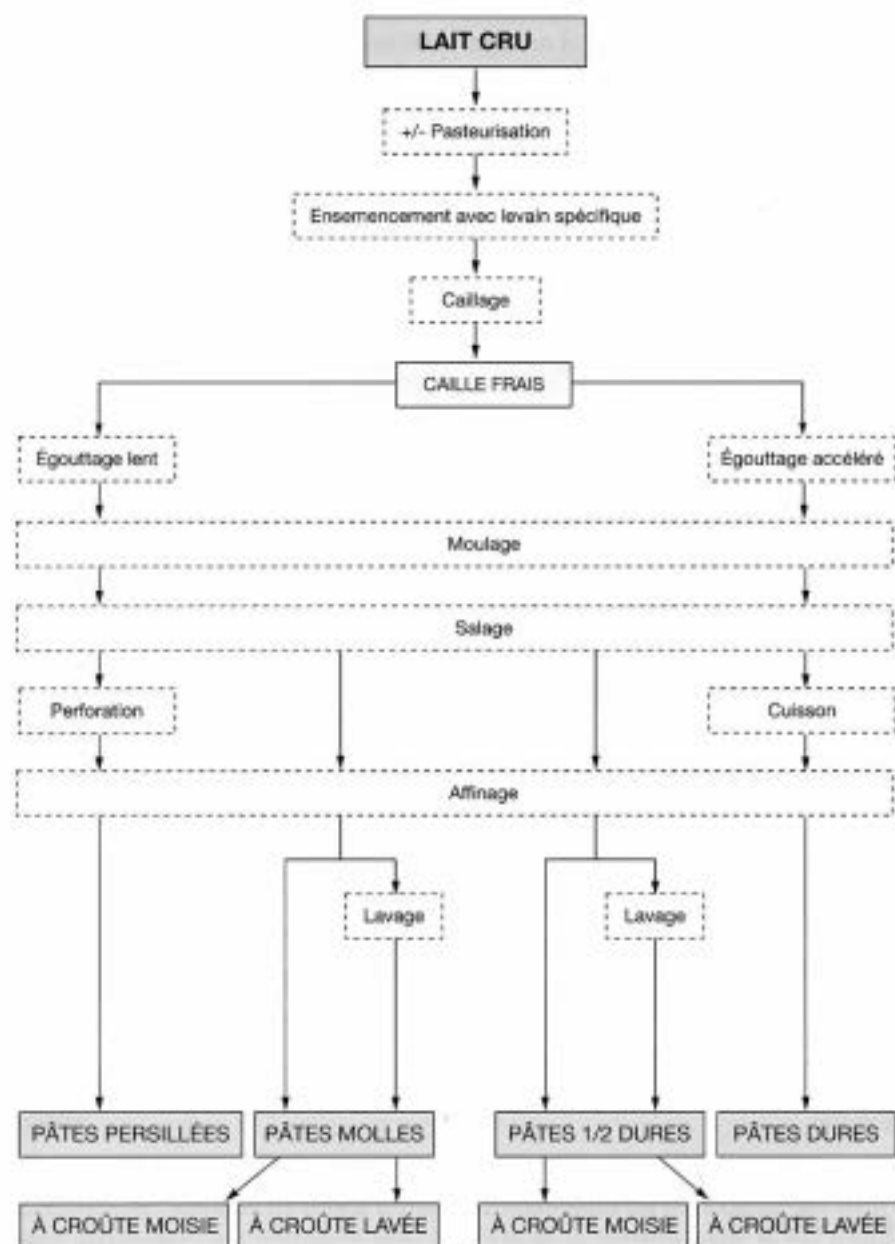 LAIT CRU
+/- Pasteurisation
Ensemencement avec levain spécifique
Caillage
CAILLE FRAIS
Égouttage lent
Égouttage accéléré
Moulage
Salage
Perforation
Cuisson
Affinage
Lavage
Lavage
PÂTES PERSILLÉES
PÂTES MOLLES
PÂTES 1/2 DURES
PÂTES DURES
À CROÛTE MOISIE
À CROÛTE LAVÉE
À CROÛTE MOISIE
À CROÛTE LAVÉE